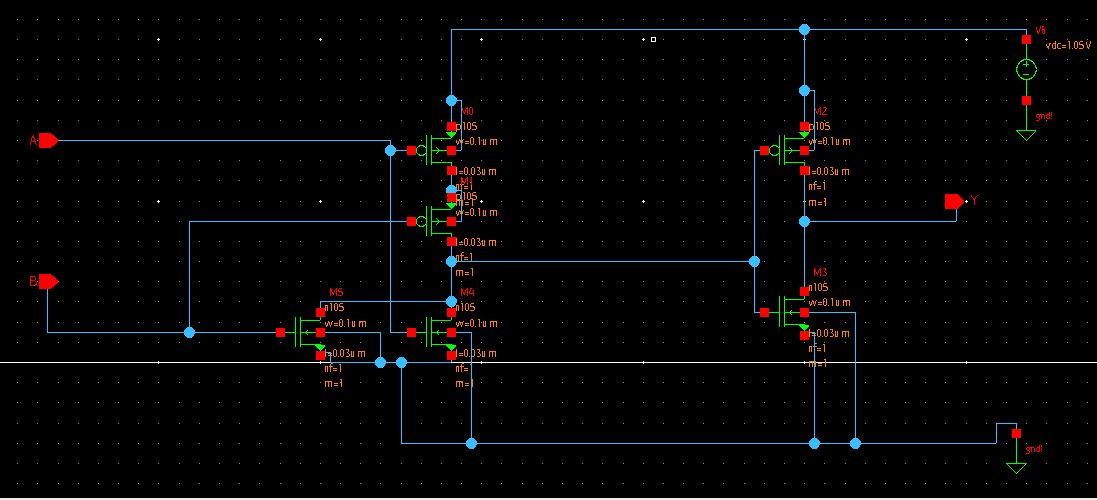 V6
vdc=1.05V
gnd!
M0
p105
w=0.1u m
l=0.03u m
nf=1
M1
p105
w=0.1u m
l=0.03u m
nf=1
m=1
M2
p105
w=0.1u m
l=0.03u m
nf=1
m=1
A
Y
B
M5
n105
w=0.1u m
l=0.03u m
nf=1
m=1
M4
n105
w=0.1u m
l=0.03u m
nf=1
m=1
M3
n105
w=0.1u m
l=0.03u m
nf=1
m=1
gnd!